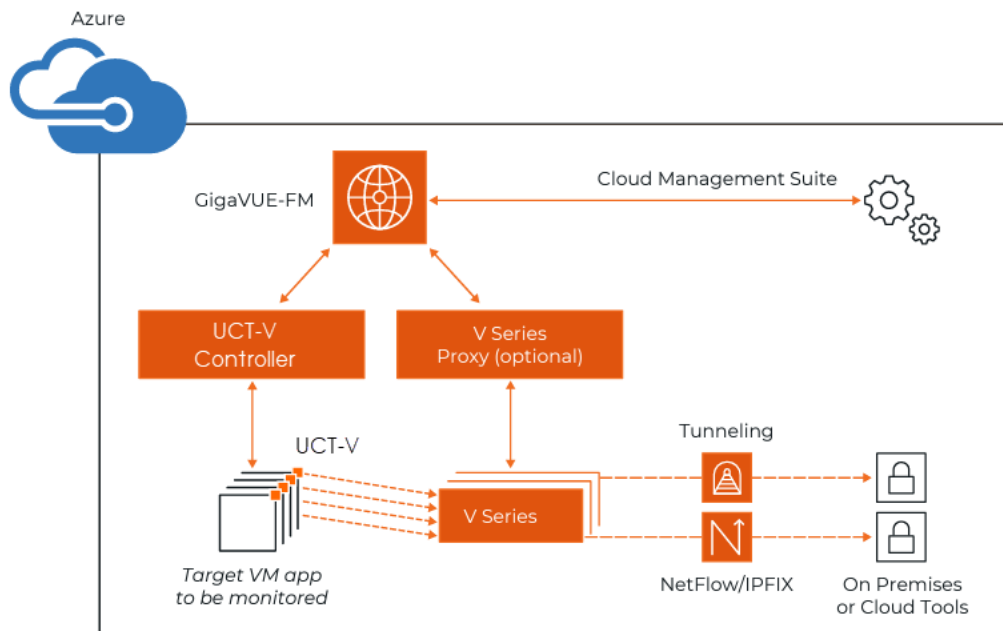 Azure
Cloud Management Suite
GigaVUE-FM
UCT-V
Controller
V Series
Proxy (optional)
UCT-V
Tunneling
V Series
Target VM app
to be monitored
NetFlow/IPFIX
On Premises
or Cloud Tools